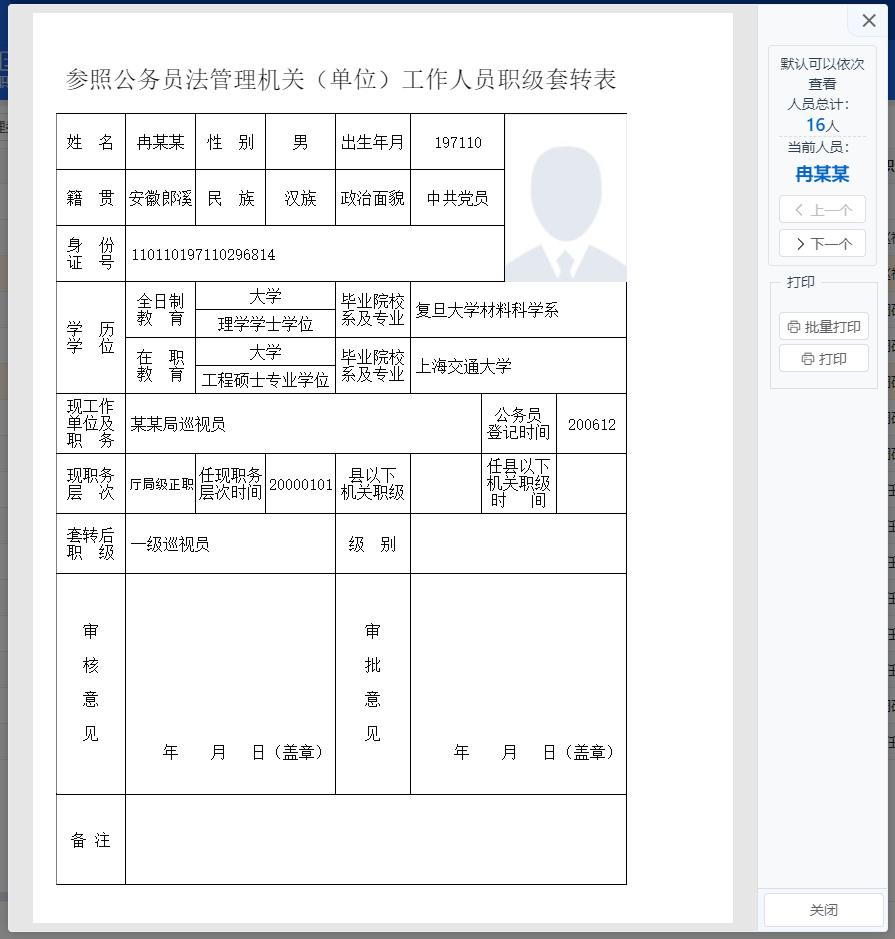 参照公务员法管理机关（单位）工作人员职级套转表
姓 名 冉某某 性 别 男 出生年月 197110
籍 贯 安徽郎溪 民 族 汉族 政治面貌 中共党员
身 份
证 号
110110197110296814
学 历
学 位
全日制
教 育
大学
理学学士学位
毕业院校
系及专业
复旦大学材料科学系
在 职
教 育
大学
工程硕士专业学位
毕业院校
系及专业
上海交通大学
现工作
单位及
职 务
某某局巡视员
公务员
登记时间
200612
现职务
层 次
厅局级正职
任现职务
层次时间
20000101
县以下
机关职级
任县以下
机关职级
时 间
套转后
职 级
一级巡视员
级 别
审
核
意
见
年 月 日（盖章）
审
批
意
见
年 月 日（盖章）
备 注
默认可以依次
查看
人员总计：
16人
当前人员：
冉某某
上一个
下一个
打印
批量打印
打印
关闭